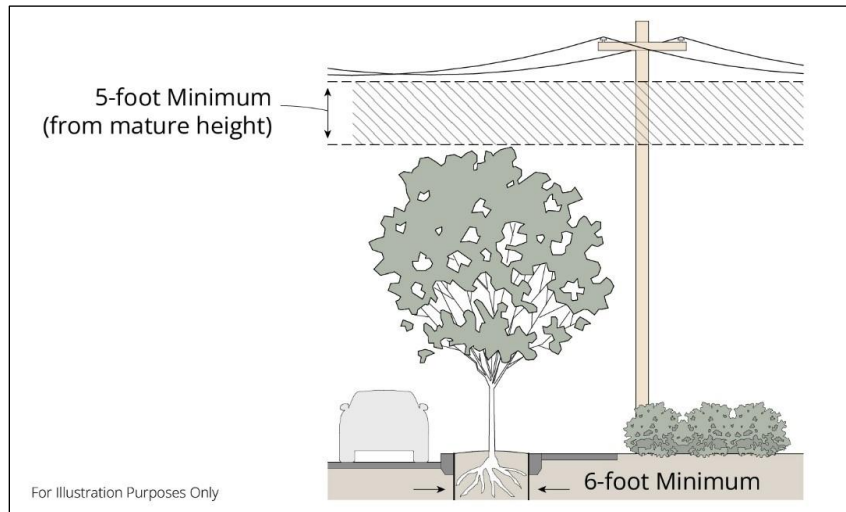 5-foot Minimum
(from mature height)
6-foot Minimum
For Illustration Purposes Only